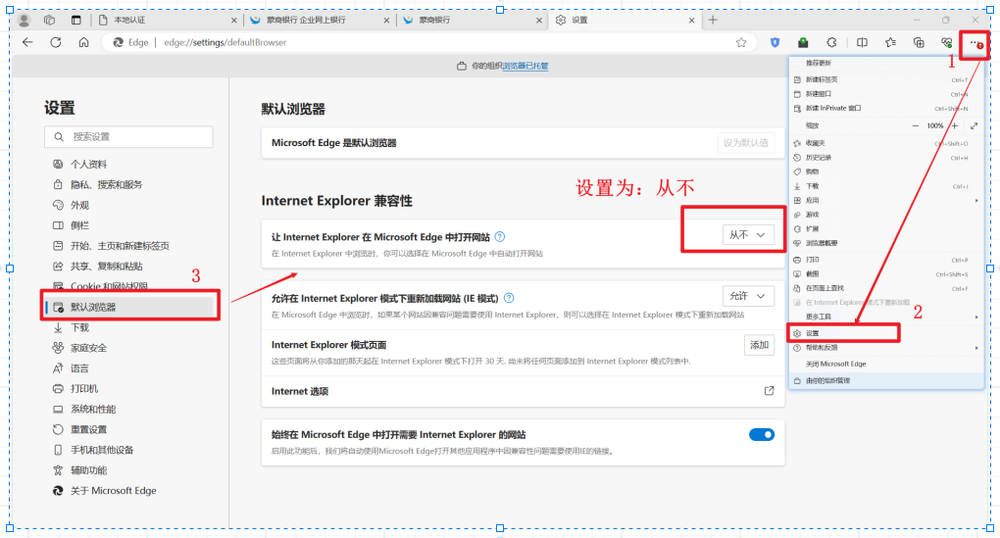 本地认证
蒙商银行 企业网上银行
蒙商银行
设置
Edge edge://settings/defaultBrowser
你的组织浏览器已托管
1
设置
搜索设置
个人资料
隐私、搜索和服务
外观
侧栏
开始、主页和新建标签页
共享、复制和粘贴
Cookie 和网站权限
3
默认浏览器
下载
家庭安全
语言
打印机
系统和性能
重置设置
手机和其他设备
辅助功能
关于 Microsoft Edge
默认浏览器
Microsoft Edge 是默认浏览器
设为默认值
设置为：从不
Internet Explorer 兼容性
让 Internet Explorer 在 Microsoft Edge 中打开网站
从不
在 Internet Explorer 中浏览时，你可以选择在 Microsoft Edge 中自动打开网站
允许在 Internet Explorer 模式下重新加载网站 (IE 模式)
允许
在 Microsoft Edge 中浏览时，如果某个网站因兼容问题需要使用 Internet Explorer，则可以选择在 Internet Explorer 模式下重新加载网站
Internet Explorer 模式页面
添加
这些页面将从你添加的那天起在 Internet Explorer 模式下打开 30 天. 尚未将任何页面添加到 Internet Explorer 模式列表中.
Internet 选项
始终在 Microsoft Edge 中打开需要 Internet Explorer 的网站
启用此功能后，我们将自动使用Microsoft Edge打开其他应用程序中因兼容性问题需要使用IE的链接。
推荐更新
新建标签页 Ctrl+T
新建窗口 Ctrl+N
新建 InPrivate 窗口 Ctrl+Shift+N
缩放 100%
收藏夹 Ctrl+Shift+O
历史记录 Ctrl+H
购物
下载 Ctrl+J
应用
游戏
扩展
浏览器概要
打印 Ctrl+P
截图 Ctrl+Shift+S
在页面上查找 Ctrl+F
在 Internet Explorer 模式下重新加载
更多工具
2
设置
帮助和反馈
关闭 Microsoft Edge
由你的组织管理